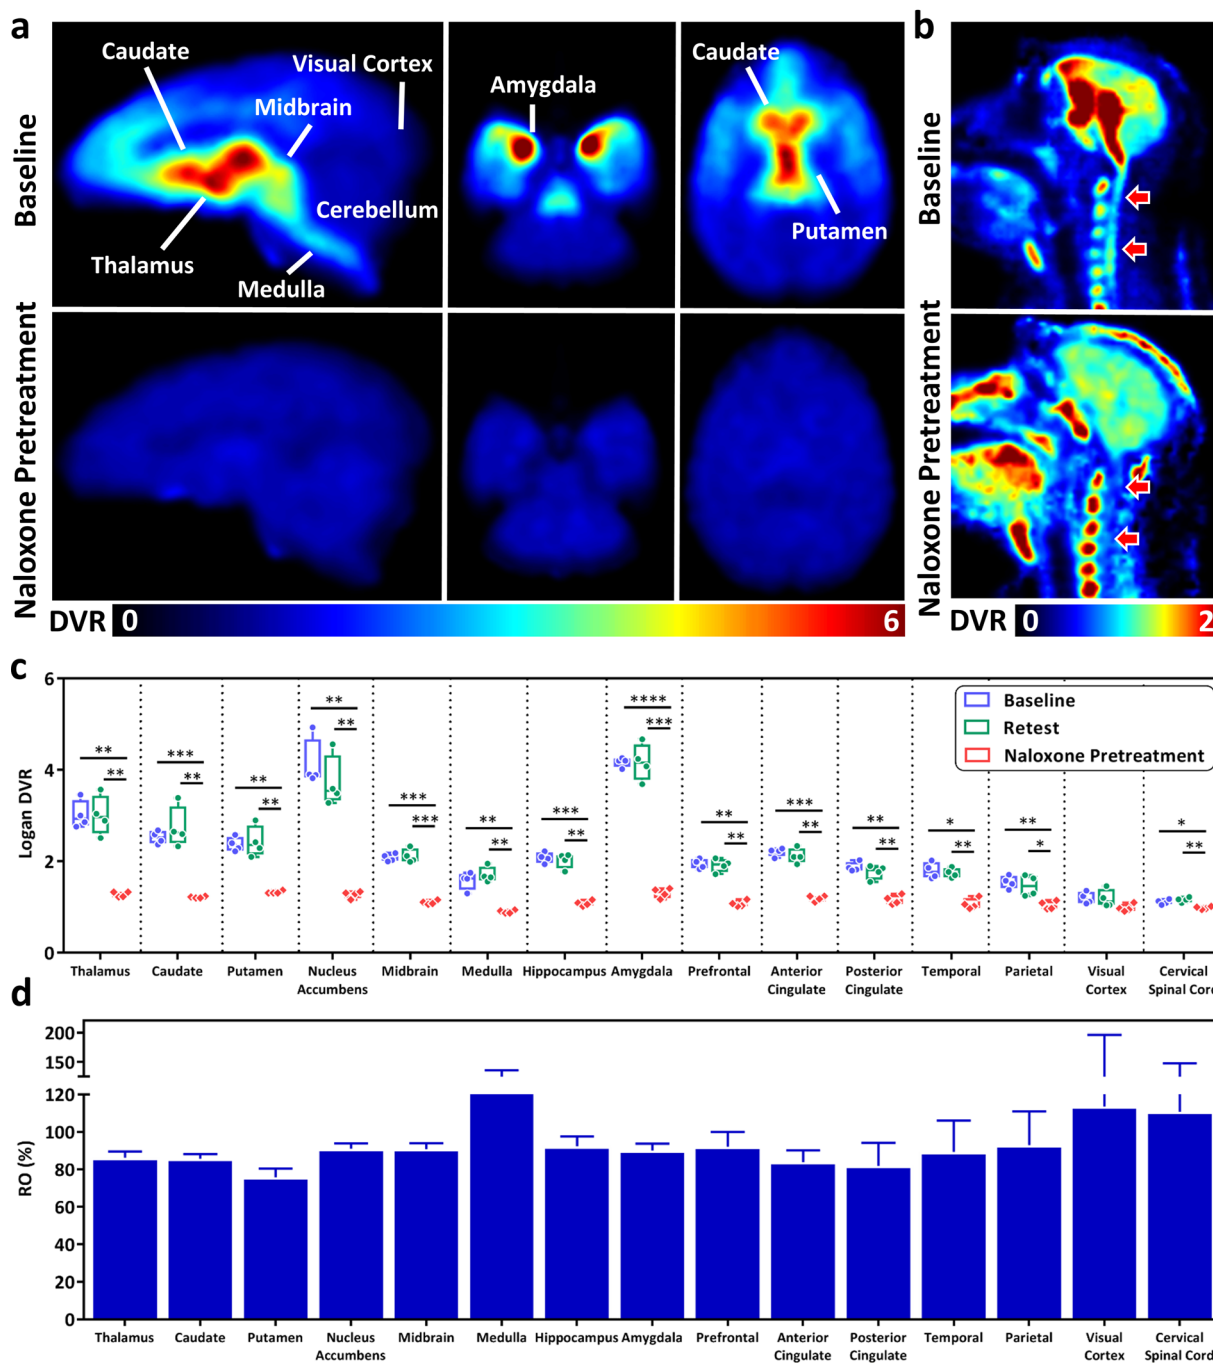 a
b
Baseline
Caudate
Visual Cortex
Midbrain
Cerebellum
Thalamus
Medulla
Amygdala
Caudate
Putamen
Baseline
Naloxone Pretreatment
Naloxone Pretreatment
DVR 0 6
DVR 0 2
c
Logan DVR
6
4
2
0
** ** *** ** ** ** ** ** *** *** ** ** *** ** **** *** ** ** *** ** ** ** * ** ** * * **
Baseline
Retest
Naloxone Pretreatment
Thalamus Caudate Putamen Nucleus Midbrain Medulla Hippocampus Amygdala Prefrontal Anterior Posterior Temporal Parietal Visual Cervical
Accumbens Cingulate Cingulate Cortex Spinal Cord
d
RO (%)
200
150
120
100
80
60
40
20
0
Thalamus Caudate Putamen Nucleus Midbrain Medulla Hippocampus Amygdala Prefrontal Anterior Posterior Temporal Parietal Visual Cervical
Accumbens Cingulate Cingulate Cortex Spinal Cord